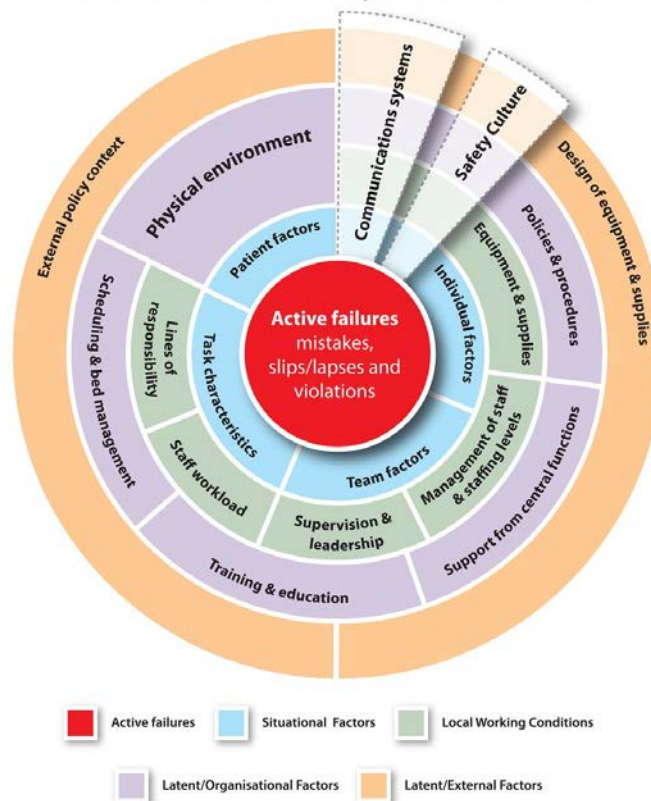 External policy context
Design of equipment & supplies
Communications systems
Safety Culture
Physical environment
Policies & procedures
Scheduling & bed management
Support from central functions
Training & education
Equipment & supplies
Lines of
responsibility
Management of staff
& staffing levels
Staff workload
Supervision &
leadership
Patient factors
Individual factors
Task characteristics
Team factors
Active failures
mistakes,
slips/lapses and
violations
Active failures
Situational Factors
Local Working Conditions
Latent/Organisational Factors
Latent/External Factors